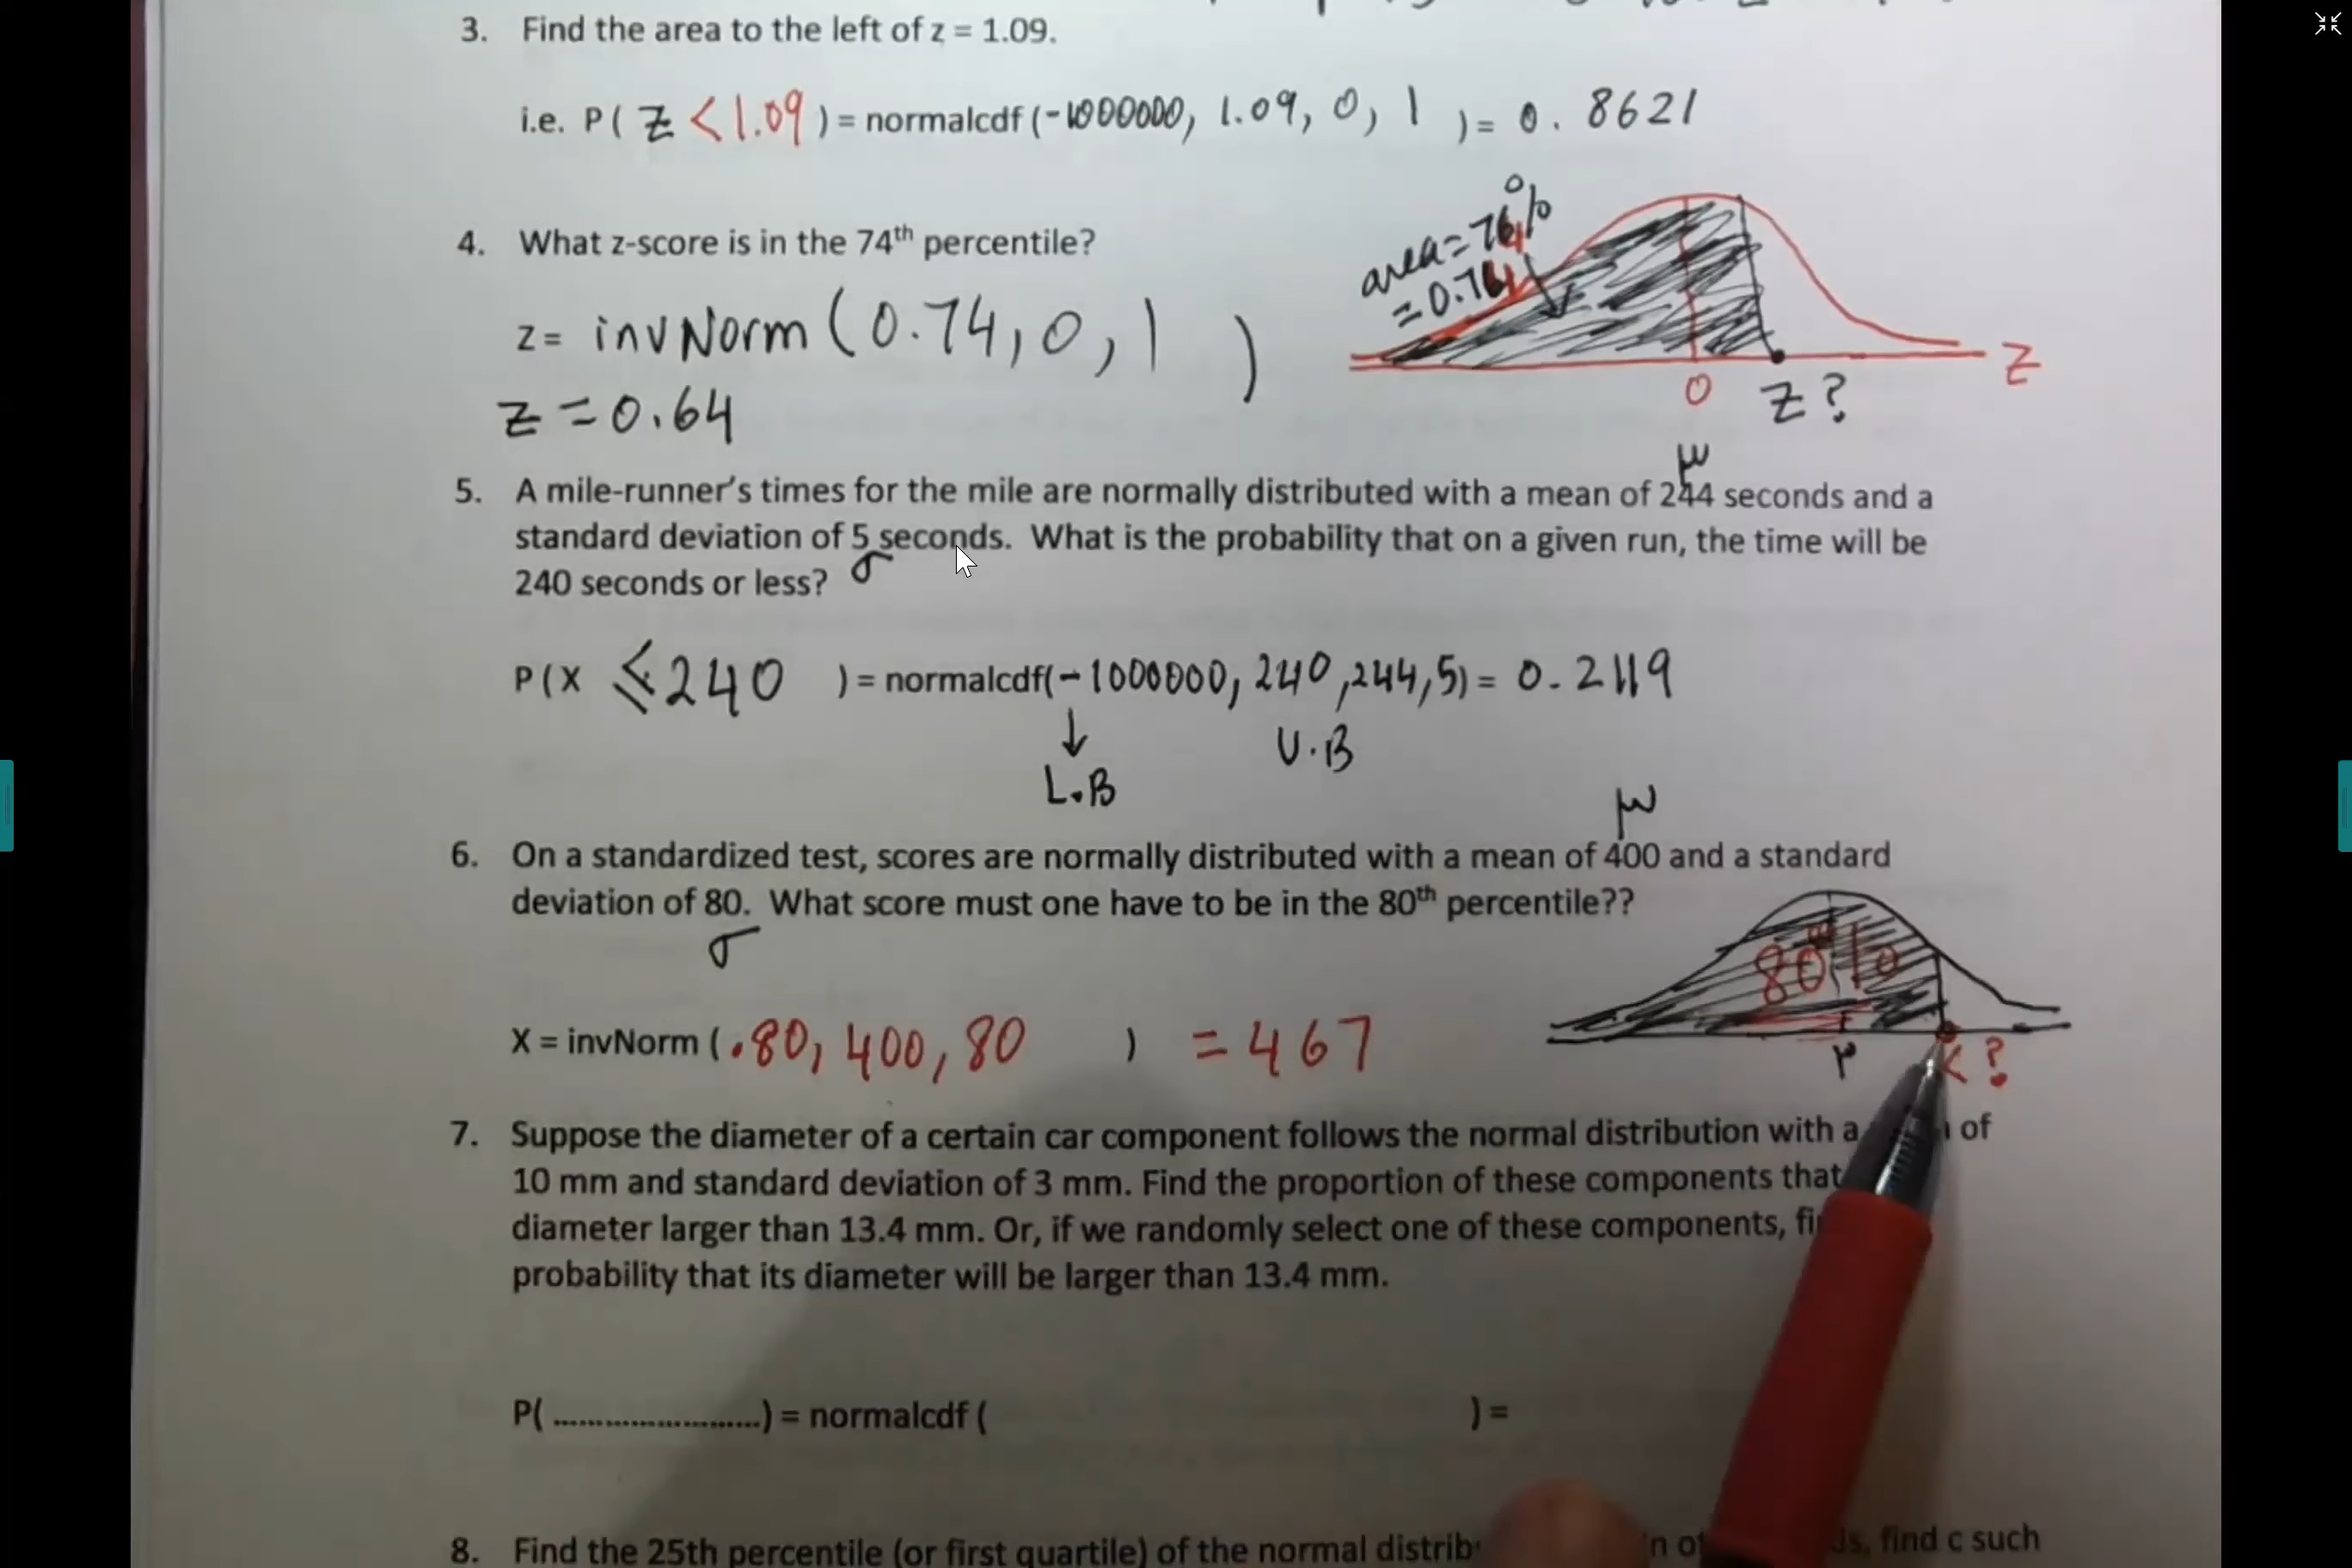 3. Find the area to the left of z = 1.09.
i.e. P( Z < 1.09 ) = normalcdf (-1000000, 1.09, 0, 1 ) = 0.8621
4. What z-score is in the 74th percentile?
area = 74%
= 0.74
z = invNorm (0.74, 0, 1 )
0 Z? Z
z = 0.64
μ
5. A mile-runner's times for the mile are normally distributed with a mean of 244 seconds and a
standard deviation of 5 seconds. What is the probability that on a given run, the time will be
σ
240 seconds or less?
P ( X ≤ 240 ) = normalcdf( -1000000, 240, 244, 5) = 0.2119
L.B U.B
μ
6. On a standardized test, scores are normally distributed with a mean of 400 and a standard
deviation of 80. What score must one have to be in the 80th percentile??
σ
80%
X = invNorm ( .80, 400, 80 ) = 467
μ ?
7. Suppose the diameter of a certain car component follows the normal distribution with a of
10 mm and standard deviation of 3 mm. Find the proportion of these components that
diameter larger than 13.4 mm. Or, if we randomly select one of these components,
probability that its diameter will be larger than 13.4 mm.
P( ........................) = normalcdf ( ) =
8. Find the 25th percentile (or first quartile) of the normal find c such